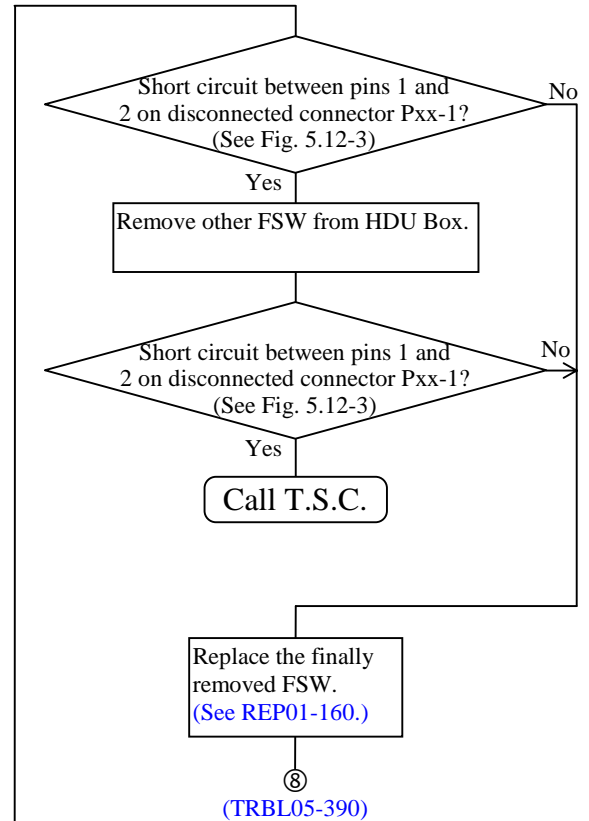 Short circuit between pins 1 and
2 on disconnected connector Pxx-1?
(See Fig. 5.12-3)
No
Yes
Remove other FSW from HDU Box.
Short circuit between pins 1 and
2 on disconnected connector Pxx-1?
(See Fig. 5.12-3)
No
Yes
Call T.S.C.
Replace the finally
removed FSW.
(See REP01-160.)
⑧
(TRBL05-390)